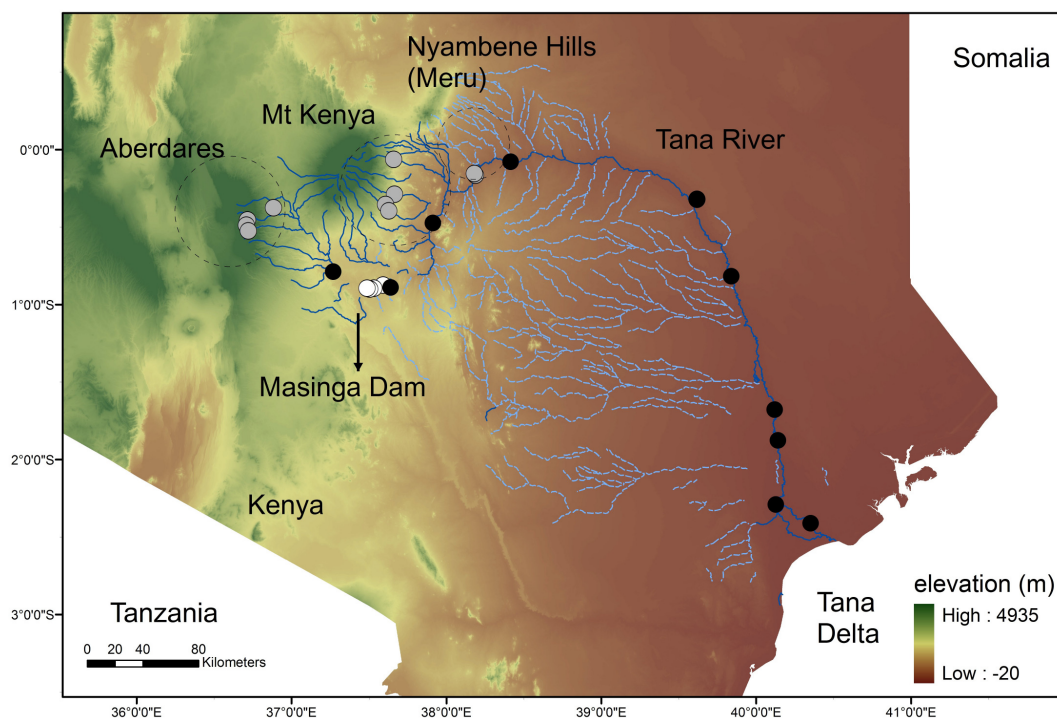 Nyambene Hills
(Meru)
Somalia
Mt Kenya
Aberdares
Tana River
0°0'0"
1°0'0"S
Masinga Dam
2°0'0"S
Kenya
elevation (m)
High : 4935
Low : -20
Tanzania
Tana
Delta
3°0'0"S
0 20 40 80
Kilometers
36°0'0"
37°0'0"
38°0'0"
39°0'0"
40°0'0"
41°0'0"